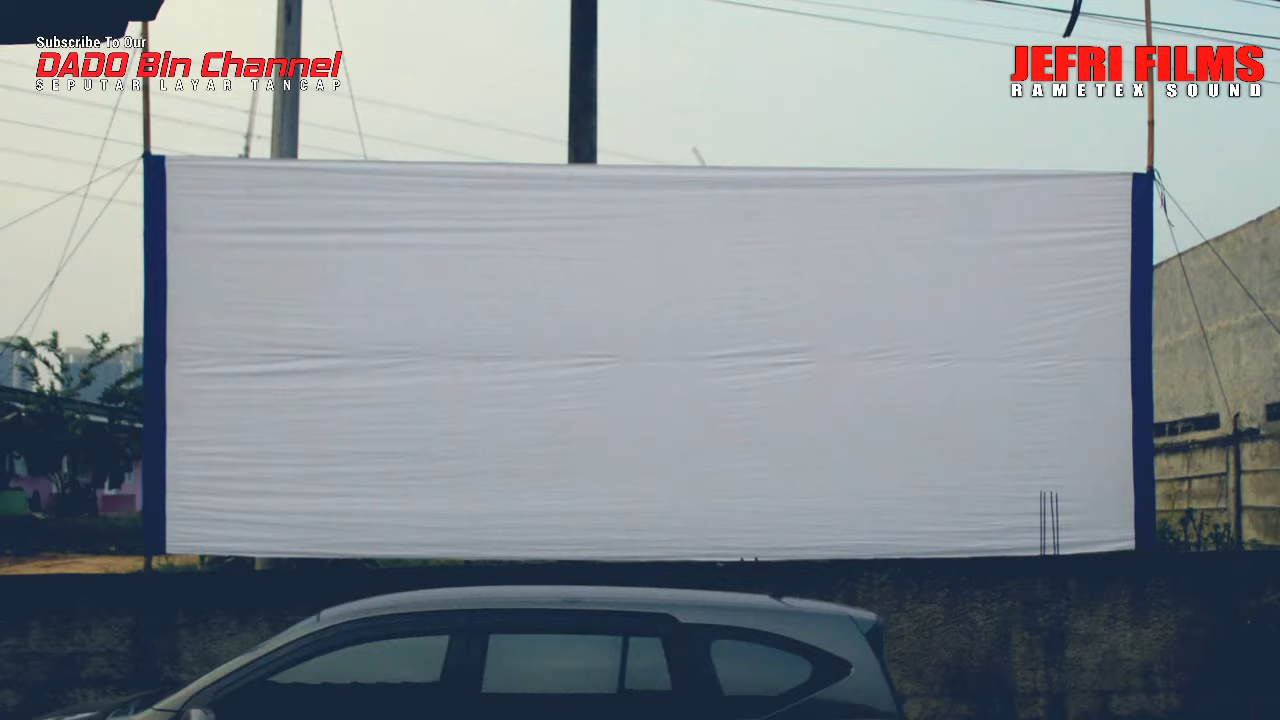 Subscribe To Our
DADO Bin Channel
SEPUTAR LAYAR TANCAP
JEFRI FILMS
RAMETEX SOUND